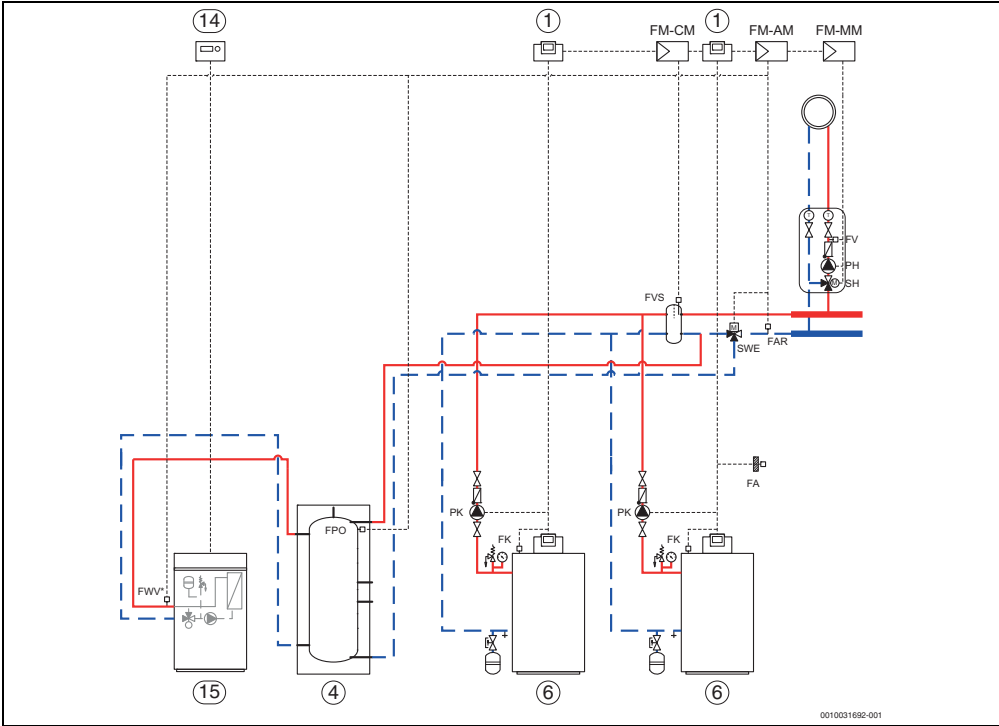 14
1
FM-CM
1
FM-AM
FM-MM
T
T
FV
PH
M
SH
FVS
M
SWE
FAR
FA
PK
PK
FK
FK
FPO
FWV*
15
4
6
6
0010031692-001